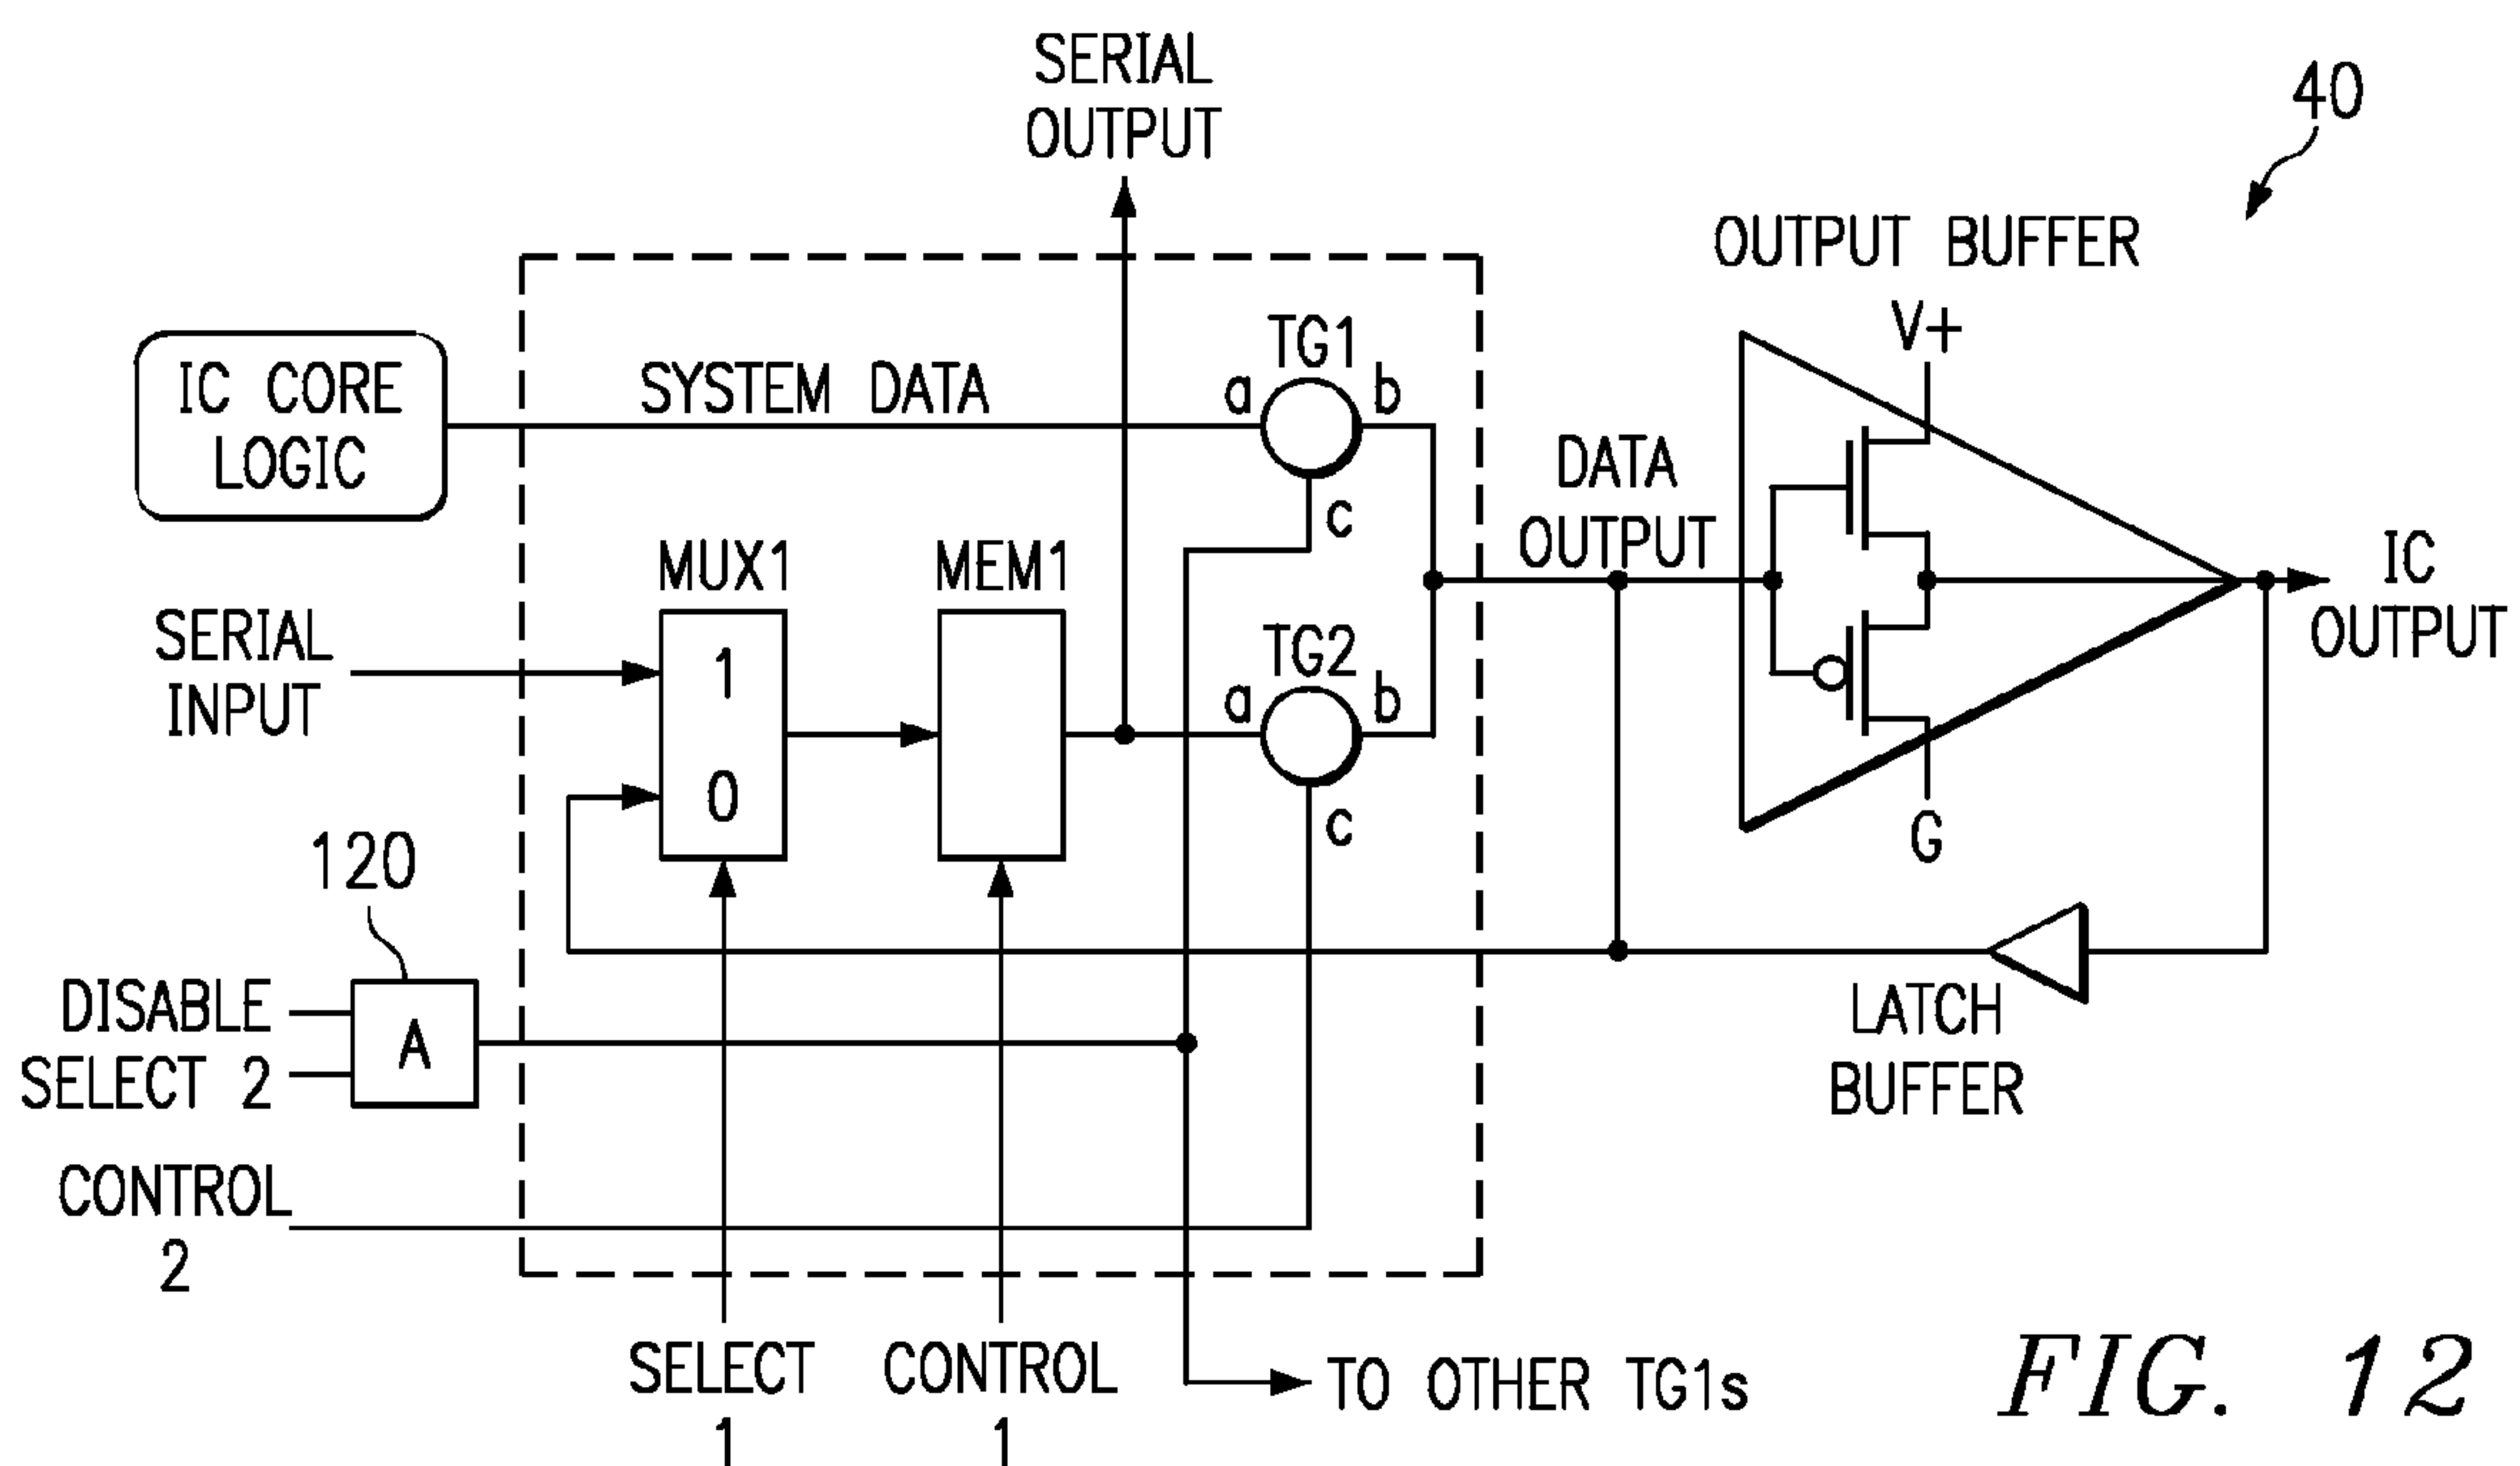 SERIAL
OUTPUT
40
OUTPUT BUFFER
V+
IC CORE
LOGIC
SYSTEM DATA
TG1
a
b
c
DATA
OUTPUT
IC
OUTPUT
MUX1
MEM1
SERIAL
INPUT
1
0
TG2
a
b
c
G
120
DISABLE
SELECT 2
A
LATCH
BUFFER
CONTROL
2
SELECT
1
CONTROL
1
TO OTHER TG1s
FIG. 12